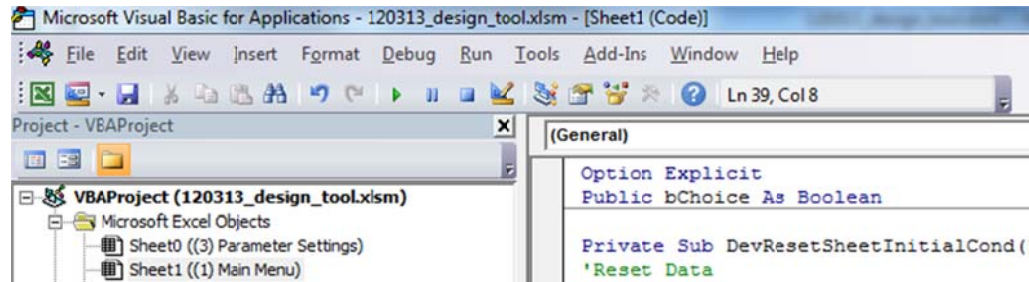 Microsoft Visual Basic for Applications - 120313_design_tool.xlsm - [Sheet1 (Code)]
File Edit View Insert Format Debug Run Tools Add-Ins Window Help
Ln 39, Col 8
Project - VBAProject
(General)
Option Explicit
Public bChoice As Boolean
VBAProject (120313_design_tool.xlsm)
Microsoft Excel Objects
Sheet0 ((3) Parameter Settings)
Private Sub DevResetSheetInitialCond(
Sheet1 ((1) Main Menu)
'Reset Data